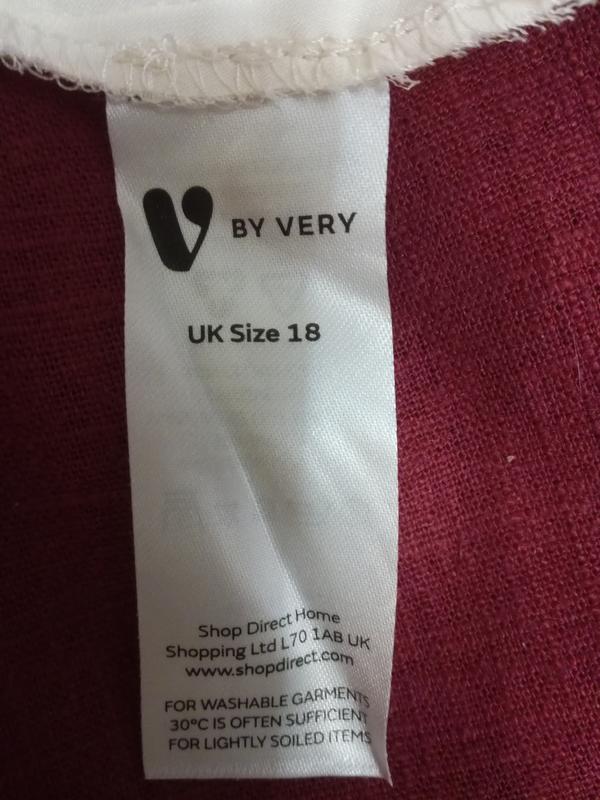 V BY VERY
UK Size 18
Shop Direct Home
Shopping Ltd L70 1AB UK
www.shopdirect.com
FOR WASHABLE GARMENTS
30°C IS OFTEN SUFFICIENT
FOR LIGHTLY SOILED ITEMS